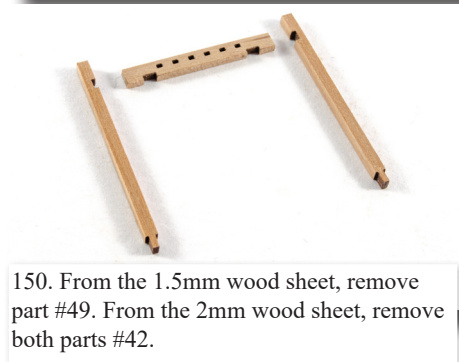 150. From the 1.5mm wood sheet, remove
part #49. From the 2mm wood sheet, remove
both parts #42.